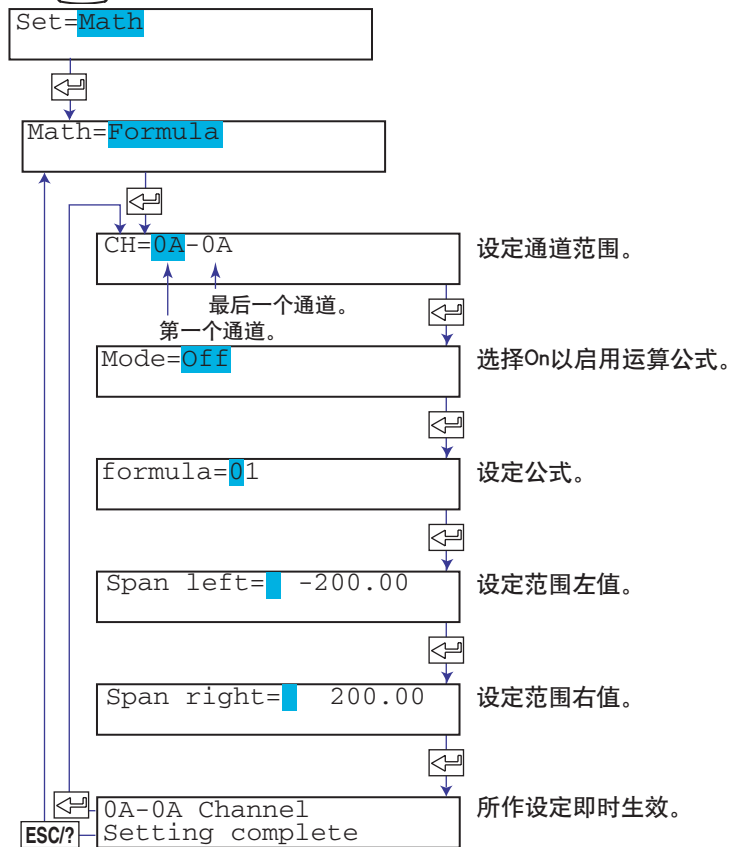 Set=Math
Math=Formula
CH=0A-0A
设定通道范围。
最后一个通道。
第一个通道。
Mode=Off
选择On以启用运算公式。
formula=01
设定公式。
Span left= -200.00
设定范围左值。
Span right= 200.00
设定范围右值。
0A-0A Channel
所作设定即时生效。
Setting complete
ESC/?